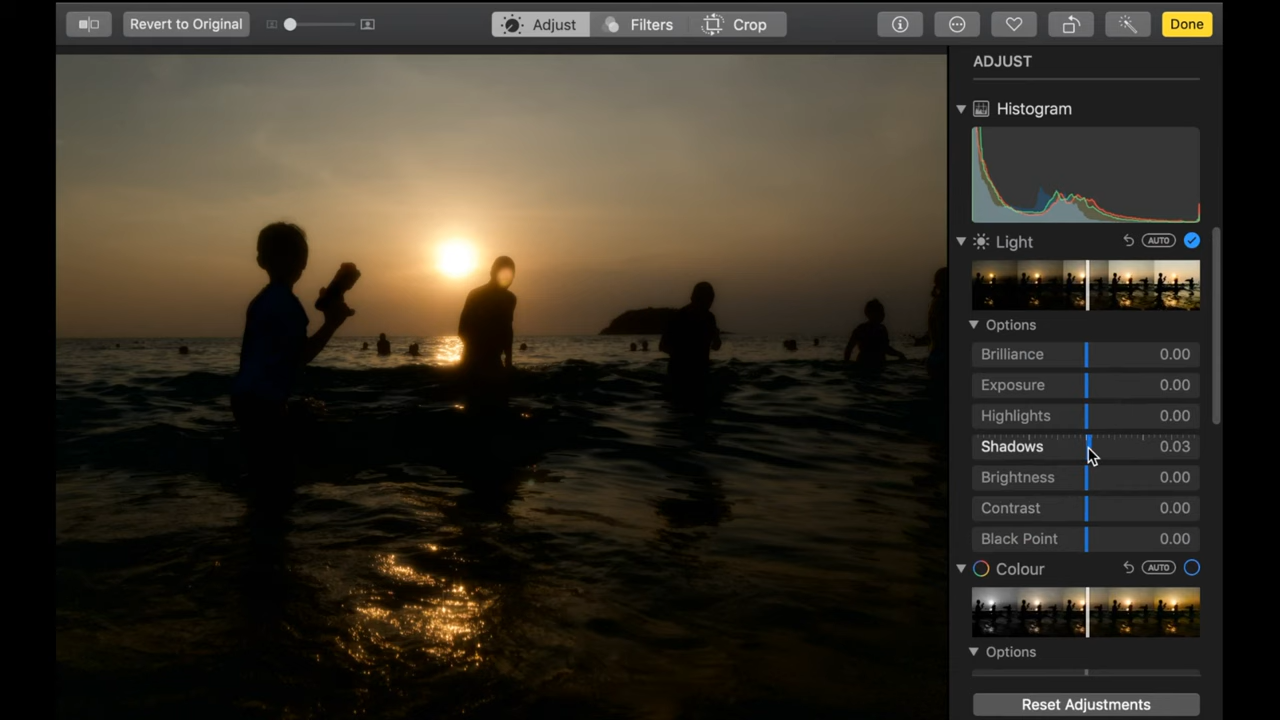 Revert to Original
Adjust
Filters
Crop
Done
ADJUST
Histogram
Light
AUTO
Options
Brilliance 0.00
Exposure 0.00
Highlights 0.00
Shadows 0.03
Brightness 0.00
Contrast 0.00
Black Point 0.00
Colour
AUTO
Options
Reset Adjustments